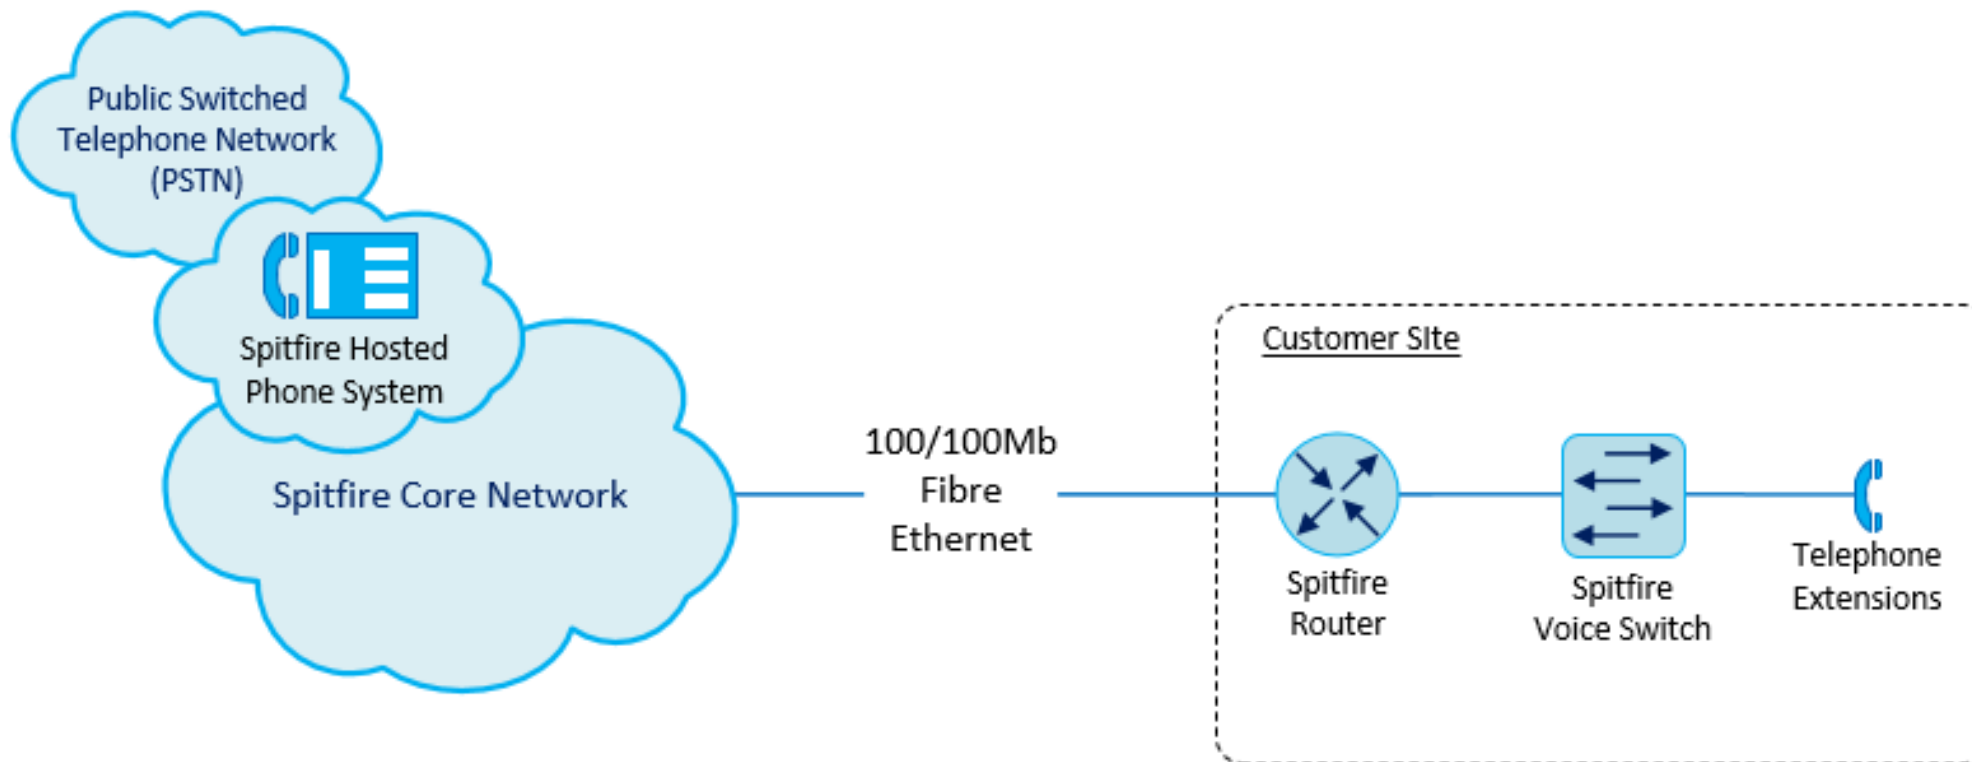 Public Switched
Telephone Network
(PSTN)
Spitfire Hosted
Phone System
Spitfire Core Network
100/100Mb
Fibre
Ethernet
Customer SIte
Spitfire
Router
Spitfire
Voice Switch
Telephone
Extensions